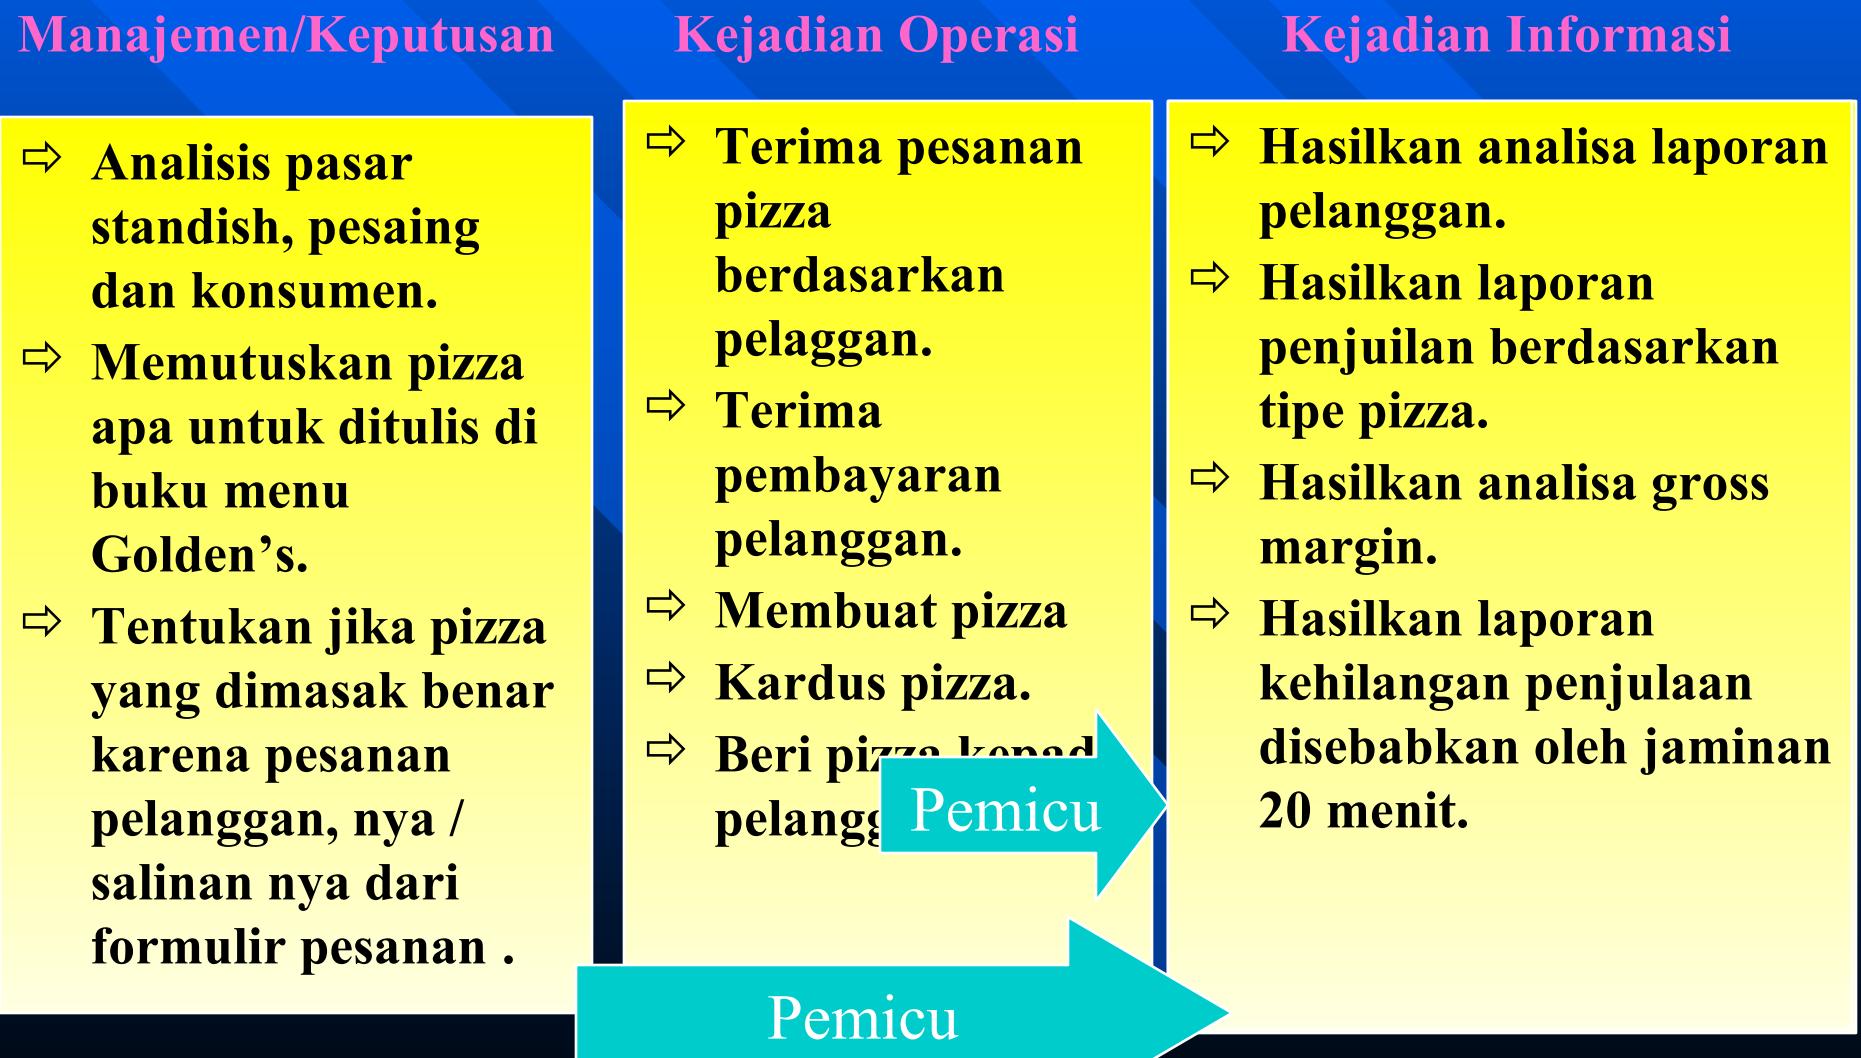 Manajemen/Keputusan
Kejadian Operasi
Kejadian Informasi
Analisis pasar
standish, pesaing
dan konsumen.
Memutuskan pizza
apa untuk ditulis di
buku menu
Golden’s.
Tentukan jika pizza
yang dimasak benar
karena pesanan
pelanggan, nya /
salinan nya dari
formulir pesanan .
Terima pesanan
pizza
berdasarkan
pelaggan.
Terima
pembayaran
pelanggan.
Membuat pizza
Kardus pizza.
Beri pizza
Hasilkan analisa laporan
pelanggan.
Hasilkan laporan
penjuilan berdasarkan
tipe pizza.
Hasilkan analisa gross
margin.
Hasilkan laporan
kehilangan penjulaan
disebabkan oleh jaminan
20 menit.
Pemicu
Pemicu